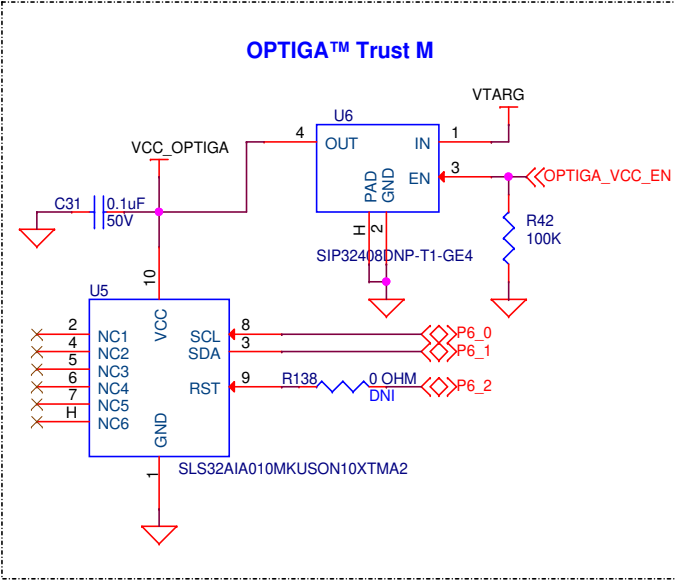 OPTIGA™ Trust M
VTARG
U6
VCC_OPTIGA
4
OUT
IN
1
EN
3
OPTIGA_VCC_EN
PAD
GND
H
2
C31
0.1uF
50V
R42
100K
SIP32408DNP-T1-GE4
10
U5
VCC
2
NC1
SCL
8
P6_0
4
NC2
SDA
3
P6_1
5
NC3
6
NC4
RST
9
R138
0 OHM
DNI
P6_2
7
NC5
H
NC6
GND
1
SLS32AIA010MKUSON10XTMA2